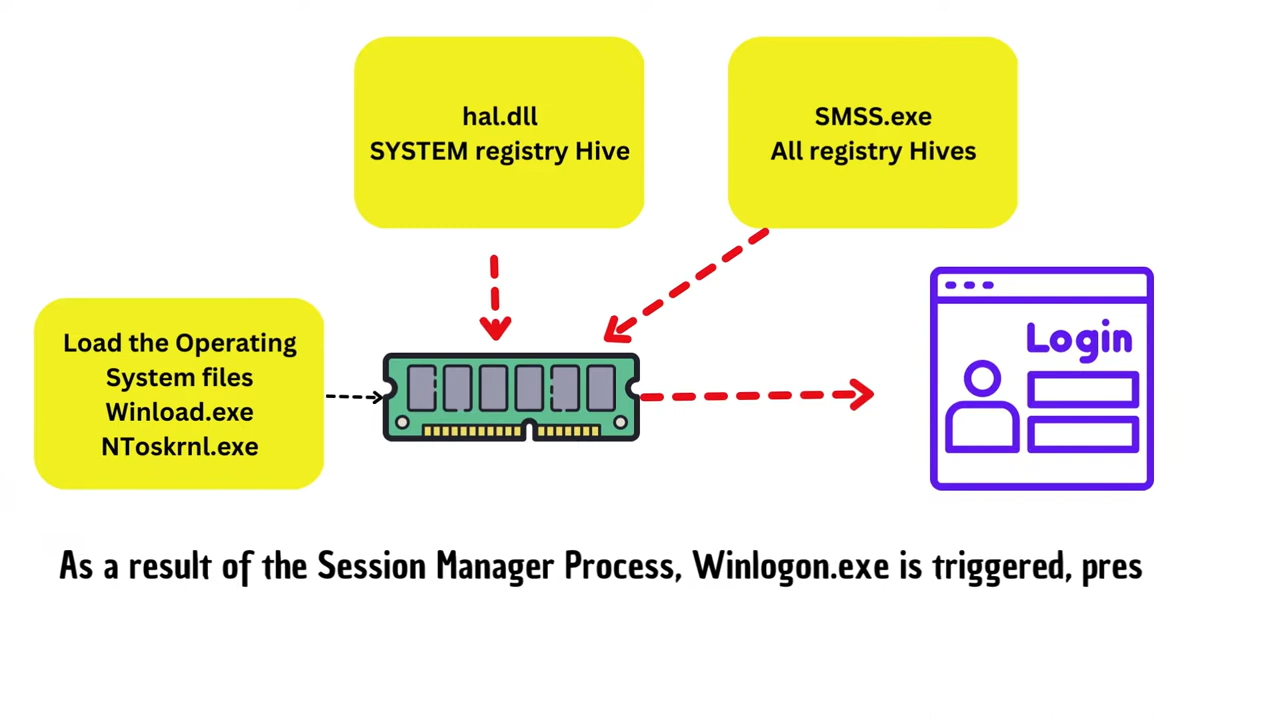 hal.dll
SYSTEM registry Hive
SMSS.exe
All registry Hives
Load the Operating
System files
Winload.exe
NToskrnl.exe
Login
As a result of the Session Manager Process, Winlogon.exe is triggered, pres